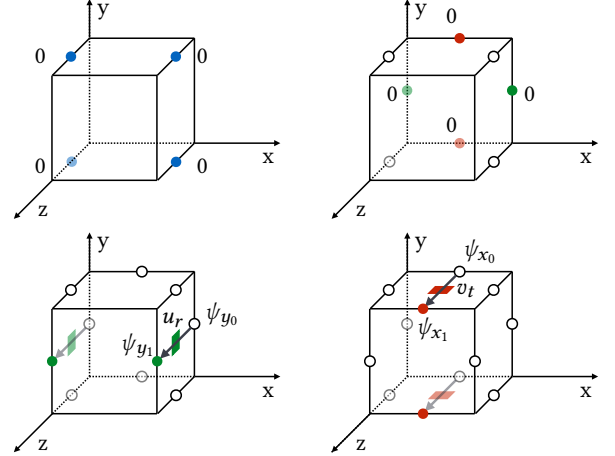 y
0 0
0 0
x
z
y
0
0 0
0
x
z
y
u_r ψ_{y_0}
ψ_{y_1}
x
z
y
ψ_{x_0}
v_t
ψ_{x_1}
x
z